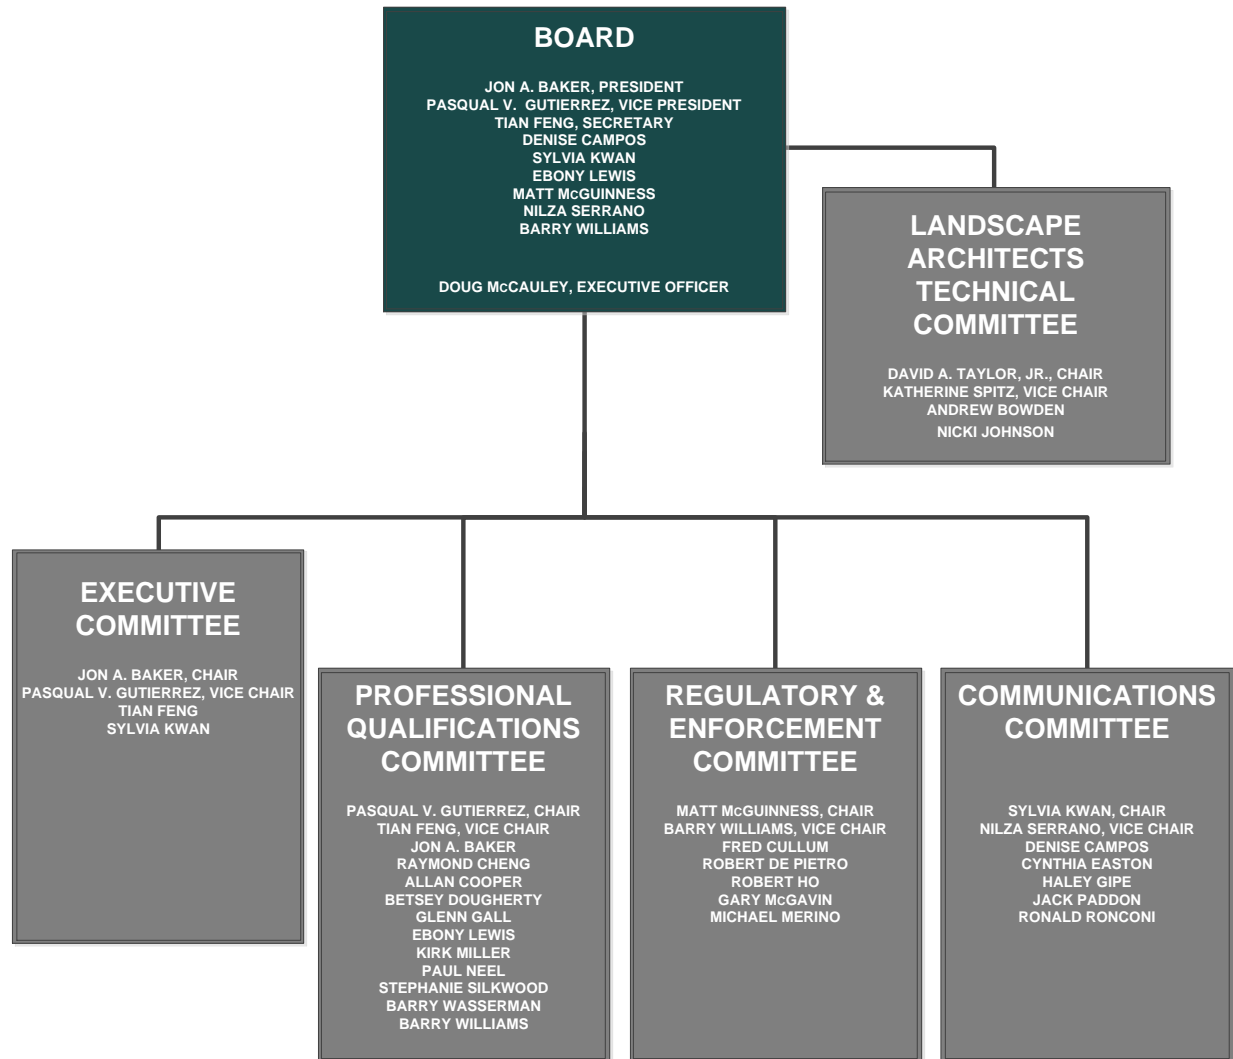 BOARD
JON A. BAKER, PRESIDENT
PASQUAL V. GUTIERREZ, VICE PRESIDENT
TIAN FENG, SECRETARY
DENISE CAMPOS
SYLVIA KWAN
EBONY LEWIS
MATT McGUINNESS
NILZA SERRANO
BARRY WILLIAMS
DOUG McCAULEY, EXECUTIVE OFFICER
LANDSCAPE
ARCHITECTS
TECHNICAL
COMMITTEE
DAVID A. TAYLOR, JR., CHAIR
KATHERINE SPITZ, VICE CHAIR
ANDREW BOWDEN
NICKI JOHNSON
EXECUTIVE
COMMITTEE
JON A. BAKER, CHAIR
PASQUAL V. GUTIERREZ, VICE CHAIR
TIAN FENG
SYLVIA KWAN
PROFESSIONAL
QUALIFICATIONS
COMMITTEE
PASQUAL V. GUTIERREZ, CHAIR
TIAN FENG, VICE CHAIR
JON A. BAKER
RAYMOND CHENG
ALLAN COOPER
BETSEY DOUGHERTY
GLENN GALL
EBONY LEWIS
KIRK MILLER
PAUL NEEL
STEPHANIE SILKWOOD
BARRY WASSERMAN
BARRY WILLIAMS
REGULATORY &
ENFORCEMENT
COMMITTEE
MATT McGUINNESS, CHAIR
BARRY WILLIAMS, VICE CHAIR
FRED CULLUM
ROBERT DE PIETRO
ROBERT HO
GARY McGAVIN
MICHAEL MERINO
COMMUNICATIONS
COMMITTEE
SYLVIA KWAN, CHAIR
NILZA SERRANO, VICE CHAIR
DENISE CAMPOS
CYNTHIA EASTON
HALEY GIPE
JACK PADDON
RONALD RONCONI